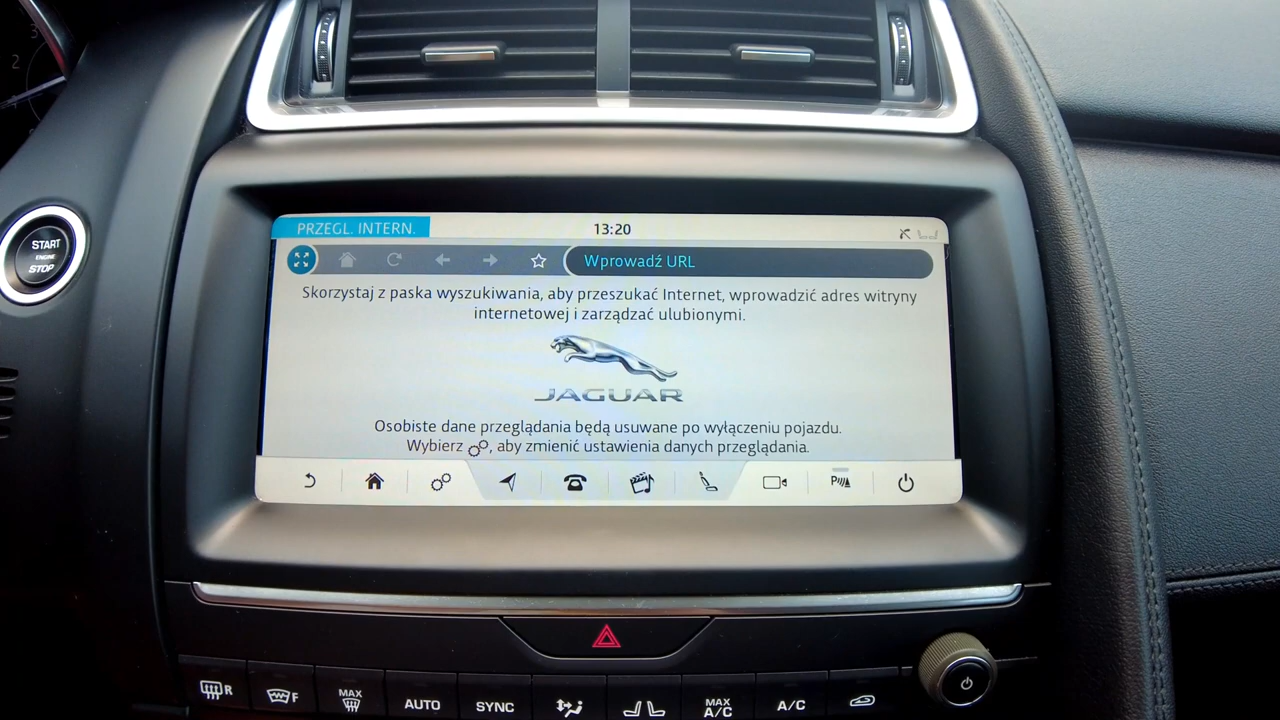 3
2
START
ENGINE
STOP
PRZEGL. INTERN.
13:20
Wprowadź URL
Skorzystaj z paska wyszukiwania, aby przeszukać Internet, wprowadzić adres witryny
internetowej i zarządzać ulubionymi.
JAGUAR
Osobiste dane przeglądania będą usuwane po wyłączeniu pojazdu.
Wybierz , aby zmienić ustawienia danych przeglądania.
P
R
F
MAX
AUTO
SYNC
MAX
A/C
A/C